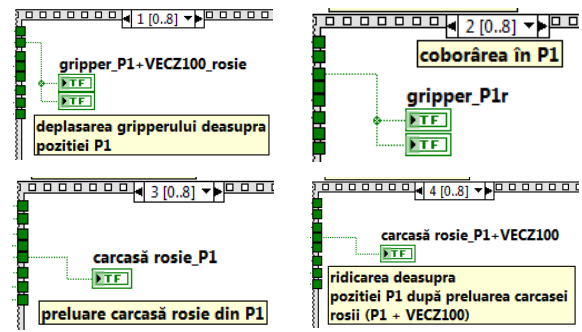 1 [0..8]
gripper_P1+VECZ100_rosie
TF
TF
deplasarea gripperului deasupra
pozitiei P1
2 [0..8]
coborârea în P1
gripper_P1r
TF
TF
3 [0..8]
carcasă rosie_P1
TF
preluare carcasă rosie din P1
4 [0..8]
carcasă rosie_P1+VECZ100
TF
ridicarea deasupra
pozitiei P1 după preluarea carcasei
rosii (P1 + VECZ100)